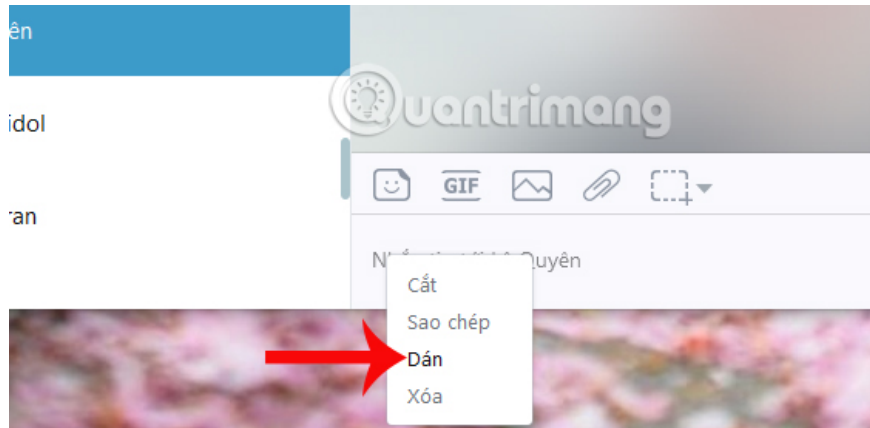 ên
idol
ran
Quantrimang
GIF
Quyên
Cắt
Sao chép
Dán
Xóa